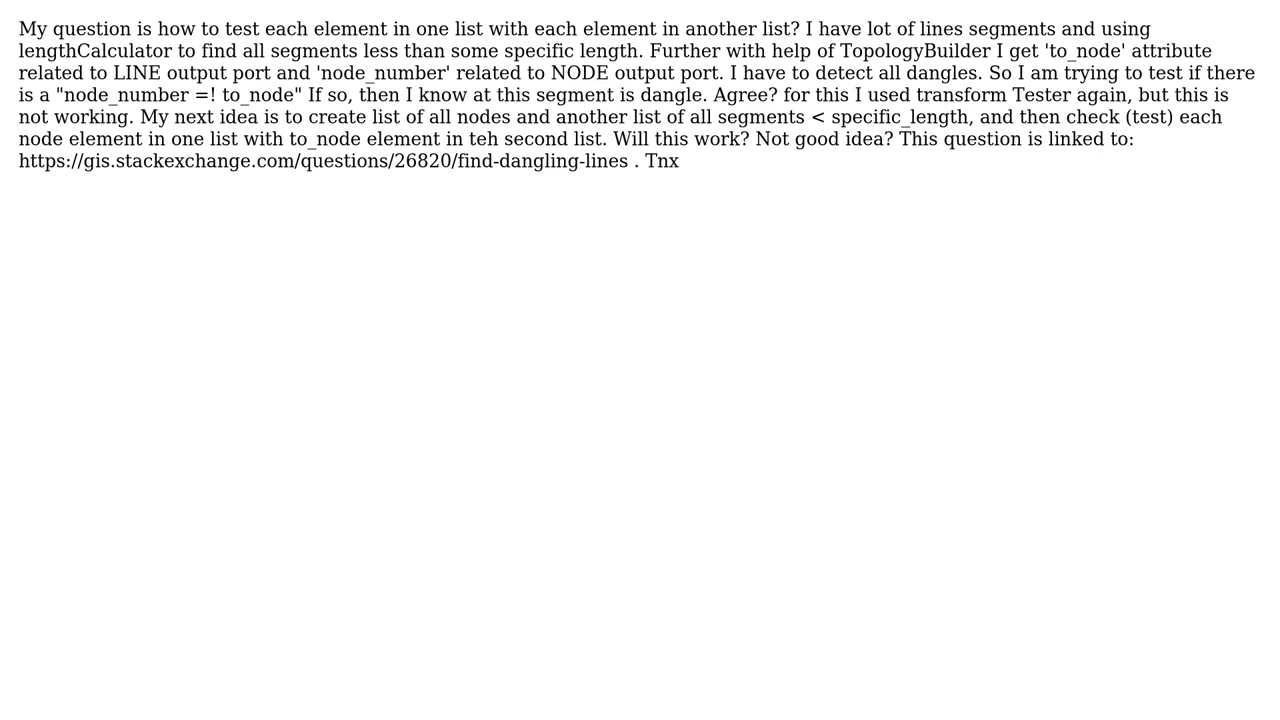 My question is how to test each element in one list with each element in another list? I have lot of lines segments and using
lengthCalculator to find all segments less than some specific length. Further with help of TopologyBuilder I get 'to_node' attribute
related to LINE output port and 'node_number' related to NODE output port. I have to detect all dangles. So I am trying to test if there
is a "node_number =! to_node" If so, then I know at this segment is dangle. Agree? for this I used transform Tester again, but this is
not working. My next idea is to create list of all nodes and another list of all segments < specific_length, and then check (test) each
node element in one list with to_node element in teh second list. Will this work? Not good idea? This question is linked to:
https://gis.stackexchange.com/questions/26820/find-dangling-lines . Tnx